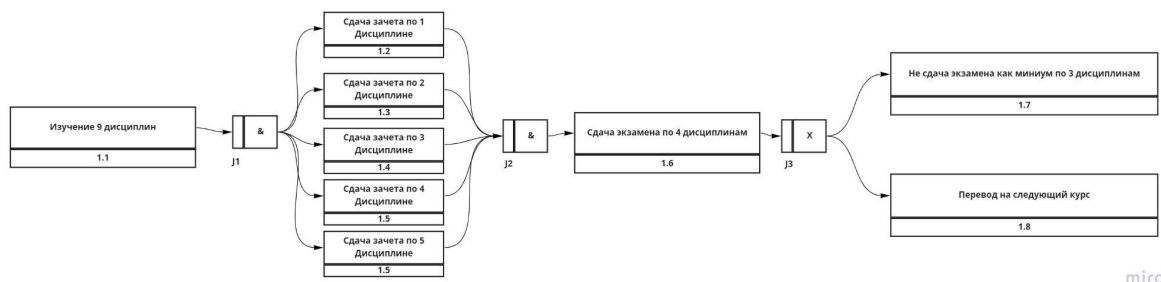 Изучение 9 дисциплин
1.1
&
J1
Сдача зачета по 1
Дисциплине
1.2
Сдача зачета по 2
Дисциплине
1.3
Сдача зачета по 3
Дисциплине
1.4
Сдача зачета по 4
Дисциплине
1.5
Сдача зачета по 5
Дисциплине
1.5
&
J2
Сдача экзамена по 4 дисциплинам
1.6
X
J3
Не сдача экзамена как миниум по 3 дисциплинам
1.7
Перевод на следующий курс
1.8
miro